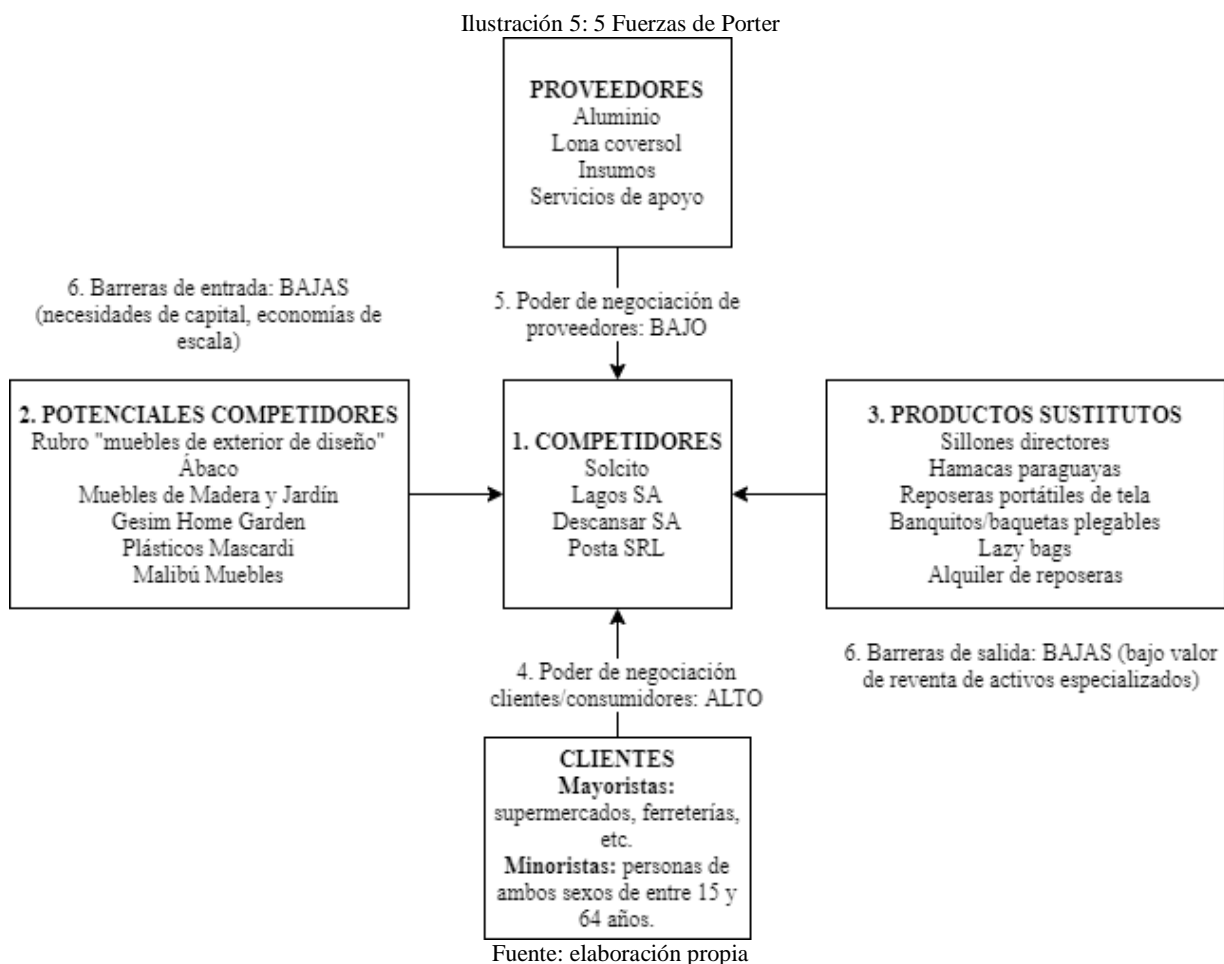 Ilustración 5: 5 Fuerzas de Porter
PROVEEDORES
Aluminio
Lona coversol
Insumos
Servicios de apoyo
6. Barreras de entrada: BAJAS
(necesidades de capital, economías de
escala)
5. Poder de negociación de
proveedores: BAJO
2. POTENCIALES COMPETIDORES
Rubro "muebles de exterior de diseño"
Ábaco
Muebles de Madera y Jardín
Gesim Home Garden
Plásticos Mascardi
Malibú Muebles
1. COMPETIDORES
Solcito
Lagos SA
Descansar SA
Posta SRL
3. PRODUCTOS SUSTITUTOS
Sillones directores
Hamacas paraguayas
Reposeras portátiles de tela
Banquitos/baquetas plegables
Lazy bags
Alquiler de reposeras
4. Poder de negociación
clientes/consumidores: ALTO
6. Barreras de salida: BAJAS (bajo valor
de reventa de activos especializados)
CLIENTES
Mayoristas:
supermercados, ferreterías,
etc.
Minoristas: personas de
ambos sexos de entre 15 y
64 años.
Fuente: elaboración propia